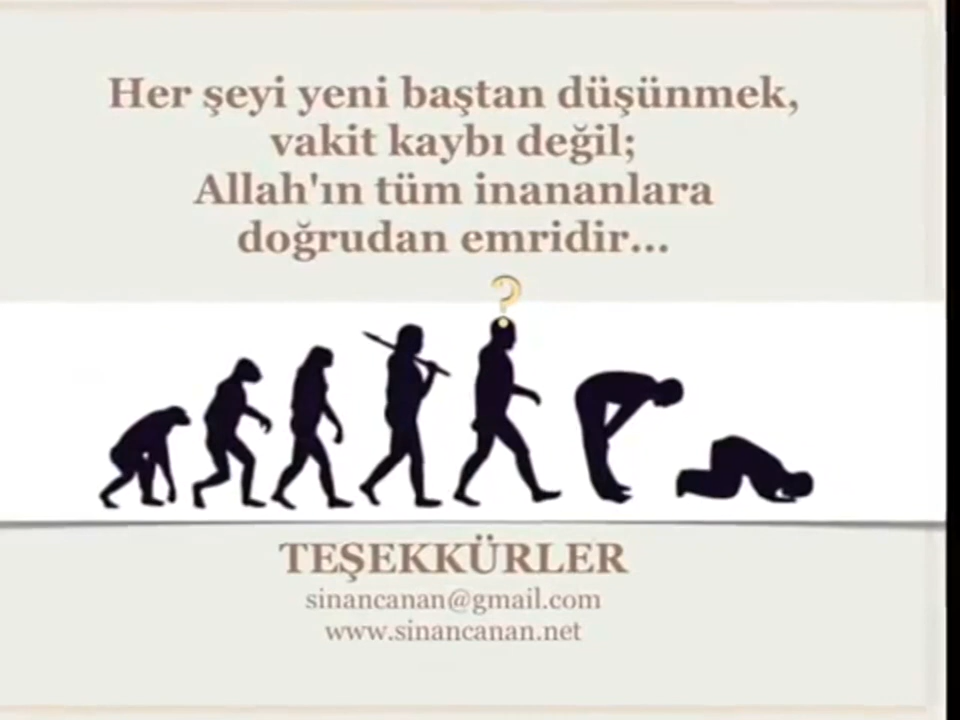 Her şeyi yeni baştan düşünmek,
vakit kaybı değil;
Allah'ın tüm inananlara
doğrudan emridir...
?
TEŞEKKÜRLER
sinancanan@gmail.com
www.sinancanan.net